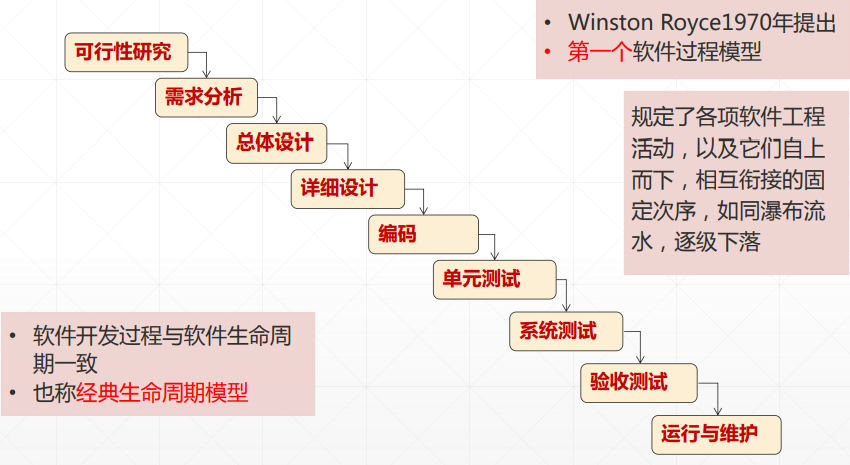 • Winston Royce1970年提出
• 第一个软件过程模型
可行性研究
需求分析
总体设计
详细设计
编码
单元测试
系统测试
验收测试
运行与维护
规定了各项软件工程
活动，以及它们自上
而下，相互衔接的固
定次序，如同瀑布流
水，逐级下落
• 软件开发过程与软件生命周
期一致
• 也称经典生命周期模型